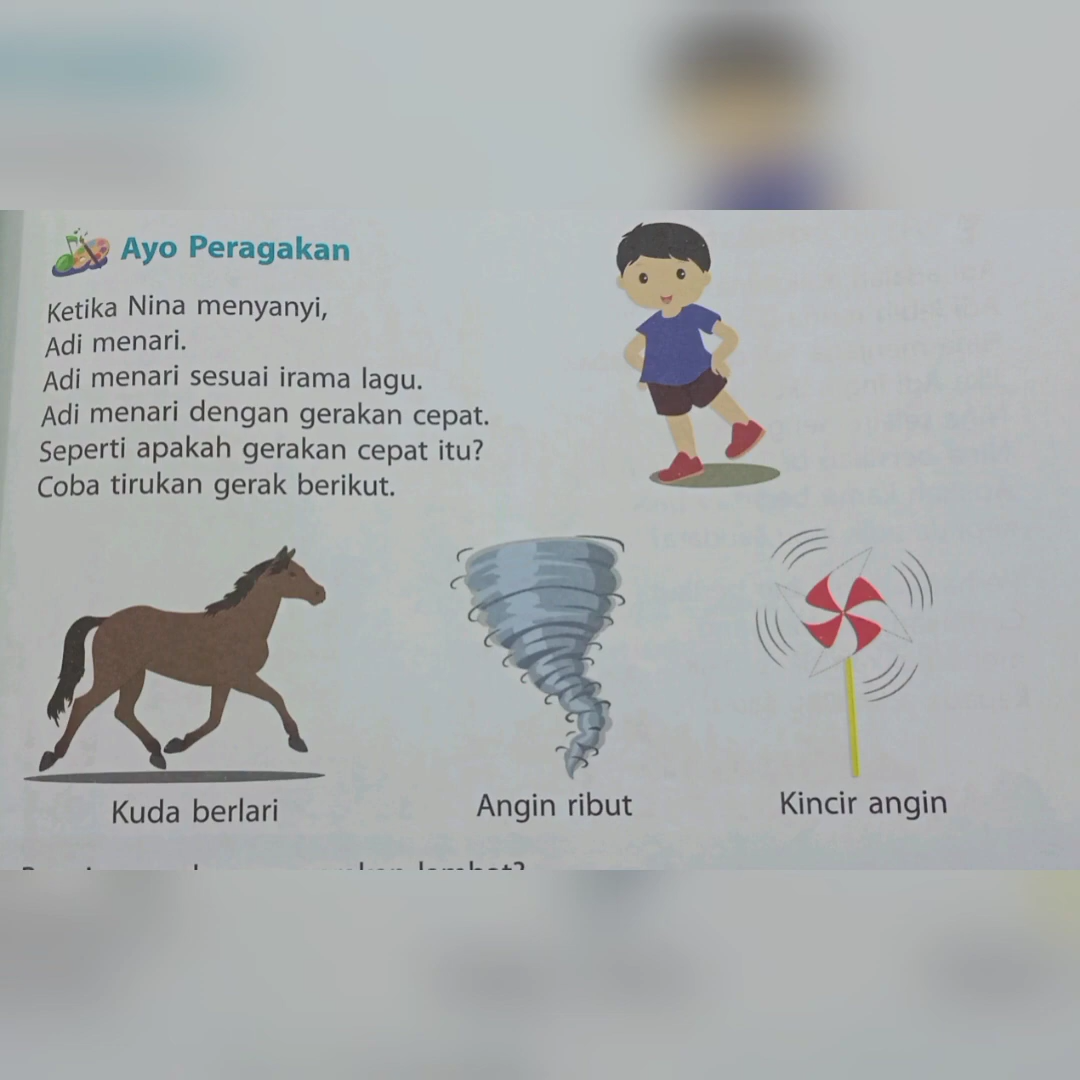 Ayo Peragakan
Ketika Nina menyanyi,
Adi menari.
Adi menari sesuai irama lagu.
Adi menari dengan gerakan cepat.
Seperti apakah gerakan cepat itu?
Coba tirukan gerak berikut.
Kuda berlari
Angin ribut
Kincir angin